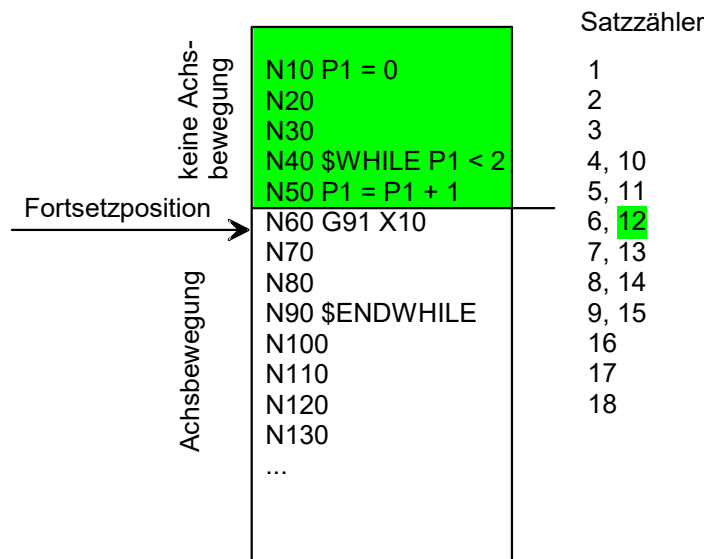 Satzzähler
keine Achs-
bewegung
N10 P1 = 0 1
N20 2
N30 3
N40 $WHILE P1 < 2 4, 10
N50 P1 = P1 + 1 5, 11
Fortsetzposition
N60 G91 X10 6, 12
N70 7, 13
N80 8, 14
N90 $ENDWHILE 9, 15
Achsbewegung
N100 16
N110 17
N120 18
N130
...